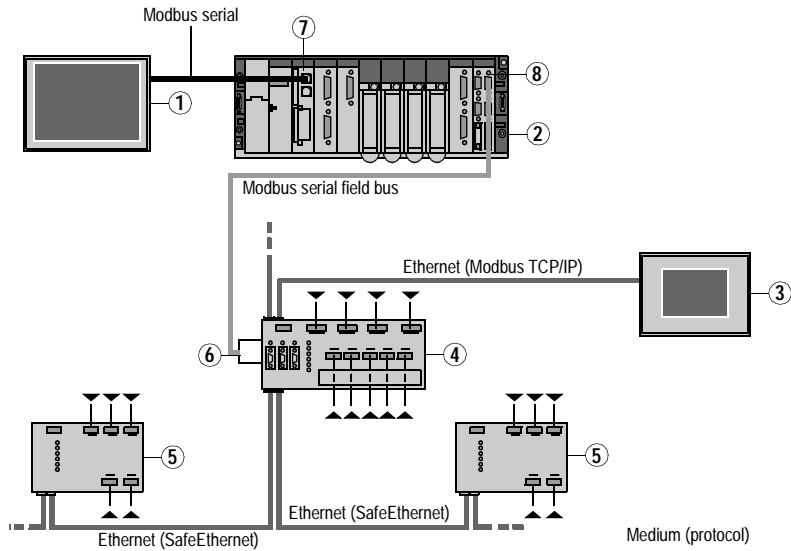 Modbus serial
7
8
1
2
Modbus serial field bus
Ethernet (Modbus TCP/IP)
3
6
4
5
5
Ethernet (SafeEthernet)
Ethernet (SafeEthernet)
Medium (protocol)